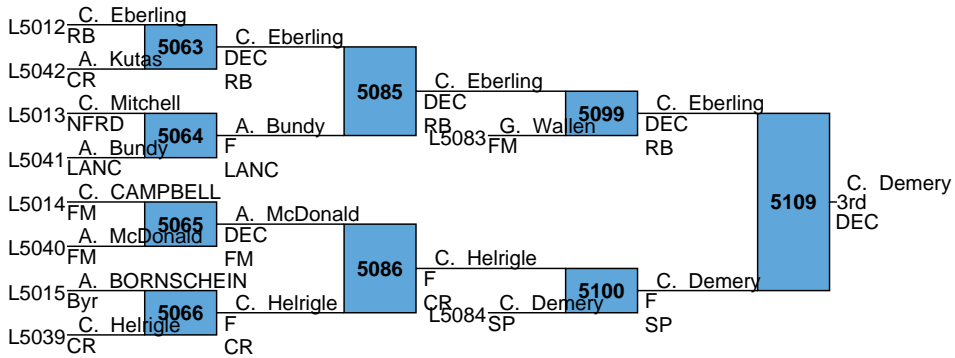 L5012 C. Eberling
RB
5063
L5042 A. Kutas
CR
C. Eberling
DEC
RB
L5013 C. Mitchell
NFRD
5064
L5041 A. Bundy
LANC
A. Bundy
F
LANC
5085
C. Eberling
DEC
RB
L5083 G. Wallen
FM
5099
C. Eberling
DEC
RB
L5014 C. CAMPBELL
FM
5065
L5040 A. McDonald
FM
A. McDonald
DEC
FM
L5015 A. BORNSCHEIN
Byr
5066
L5039 C. Helrigle
CR
C. Helrigle
F
CR
5086
C. Helrigle
F
CR
L5084 C. Demery
SP
5100
C. Demery
F
SP
5109
C. Demery
3rd
DEC